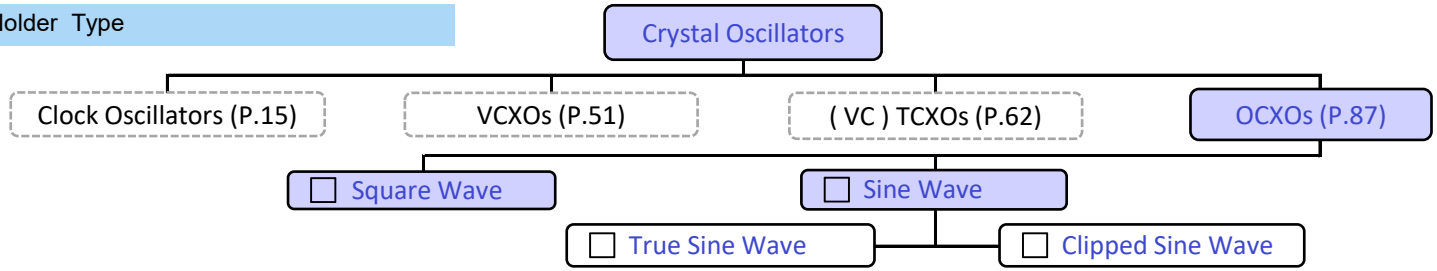 Type
Crystal Oscillators
Clock Oscillators (P.15)
VCXOs (P.51)
( VC ) TCXOs (P.62)
OCXOs (P.87)
Square Wave
Sine Wave
True Sine Wave
Clipped Sine Wave